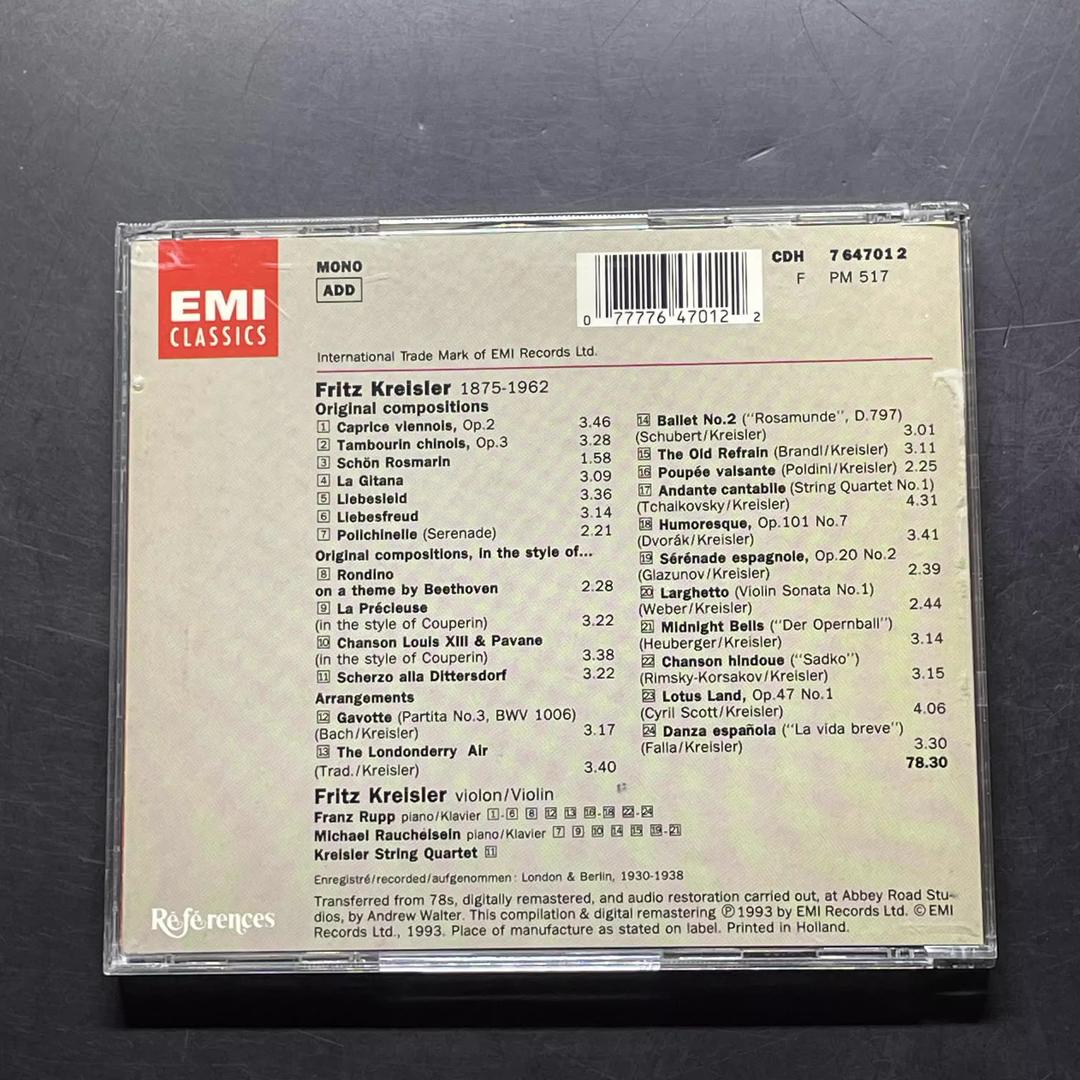 EMI
CLASSICS
MONO
ADD
0 77776 47012 2
CDH 7 64701 2
F PM 517
International Trade Mark of EMI Records Ltd.
Fritz Kreisler 1875-1962
Original compositions
1 Caprice viennois, Op.2 3.46
2 Tambourin chinois, Op.3 3.28
3 Schön Rosmarin 1.58
4 La Gitana 3.09
5 Liebesleid 3.36
6 Liebesfreud 3.14
7 Polichinelle (Serenade) 2.21
Original compositions, in the style of...
8 Rondino
on a theme by Beethoven 2.28
9 La Précieuse
(in the style of Couperin) 3.22
10 Chanson Louis XIII & Pavane
(in the style of Couperin) 3.38
11 Scherzo alla Dittersdorf 3.22
Arrangements
12 Gavotte (Partita No.3, BWV 1006)
(Bach/Kreisler) 3.17
13 The Londonderry Air
(Trad./Kreisler) 3.40
14 Ballet No.2 ("Rosamunde", D.797)
(Schubert/Kreisler) 3.01
15 The Old Refrain (Brandl/Kreisler) 3.11
16 Poupée valsante (Poldini/Kreisler) 2.25
17 Andante cantabile (String Quartet No.1)
(Tchaikovsky/Kreisler) 4.31
18 Humoresque, Op.101 No.7
(Dvořák/Kreisler) 3.41
19 Sérénade espagnole, Op.20 No.2
(Glazunov/Kreisler) 2.39
20 Larghetto (Violin Sonata No.1)
(Weber/Kreisler) 2.44
21 Midnight Bells ("Der Opernball")
(Heuberger/Kreisler) 3.14
22 Chanson hindoue ("Sadko")
(Rimsky-Korsakov/Kreisler) 3.15
23 Lotus Land, Op.47 No.1
(Cyril Scott/Kreisler) 4.06
24 Danza española ("La vida breve")
(Falla/Kreisler) 3.30
78.30
Fritz Kreisler violon/Violin
Franz Rupp piano/Klavier 1-6 8 12 13 16-18 22-24
Michael Raucheisein piano/Klavier 7 9 10 14 15 19-21
Kreisler String Quartet 11
Enregistré/recorded/aufgenommen: London & Berlin, 1930-1938
Transferred from 78s, digitally remastered, and audio restoration carried out, at Abbey Road Stu-
dios, by Andrew Walter. This compilation & digital remastering ℗ 1993 by EMI Records Ltd. © EMI
Records Ltd., 1993. Place of manufacture as stated on label. Printed in Holland.
Références